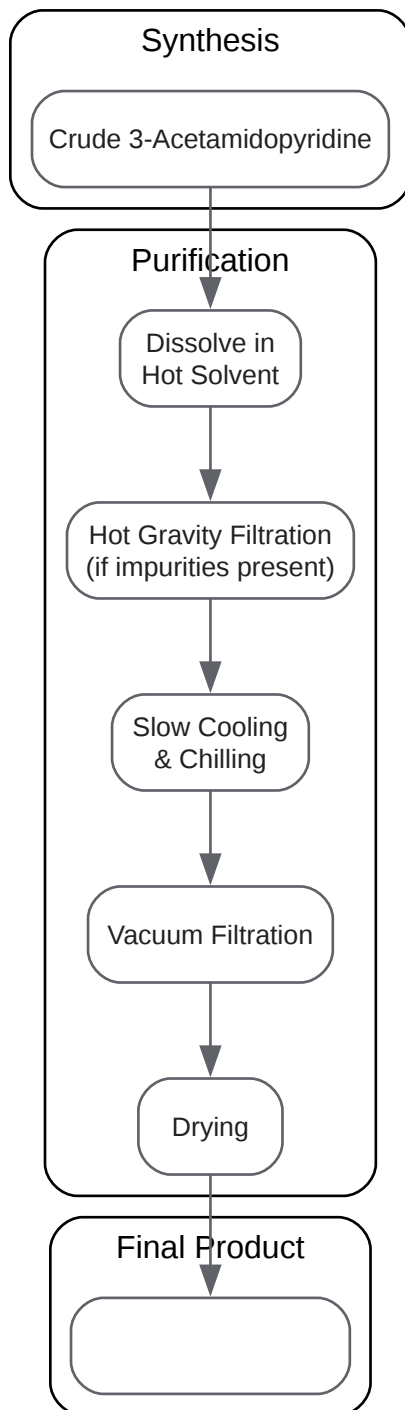 Synthesis
Crude 3-Acetamidopyridine
Purification
Dissolve in
Hot Solvent
Hot Gravity Filtration
(if impurities present)
Slow Cooling
& Chilling
Vacuum Filtration
Drying
Final Product